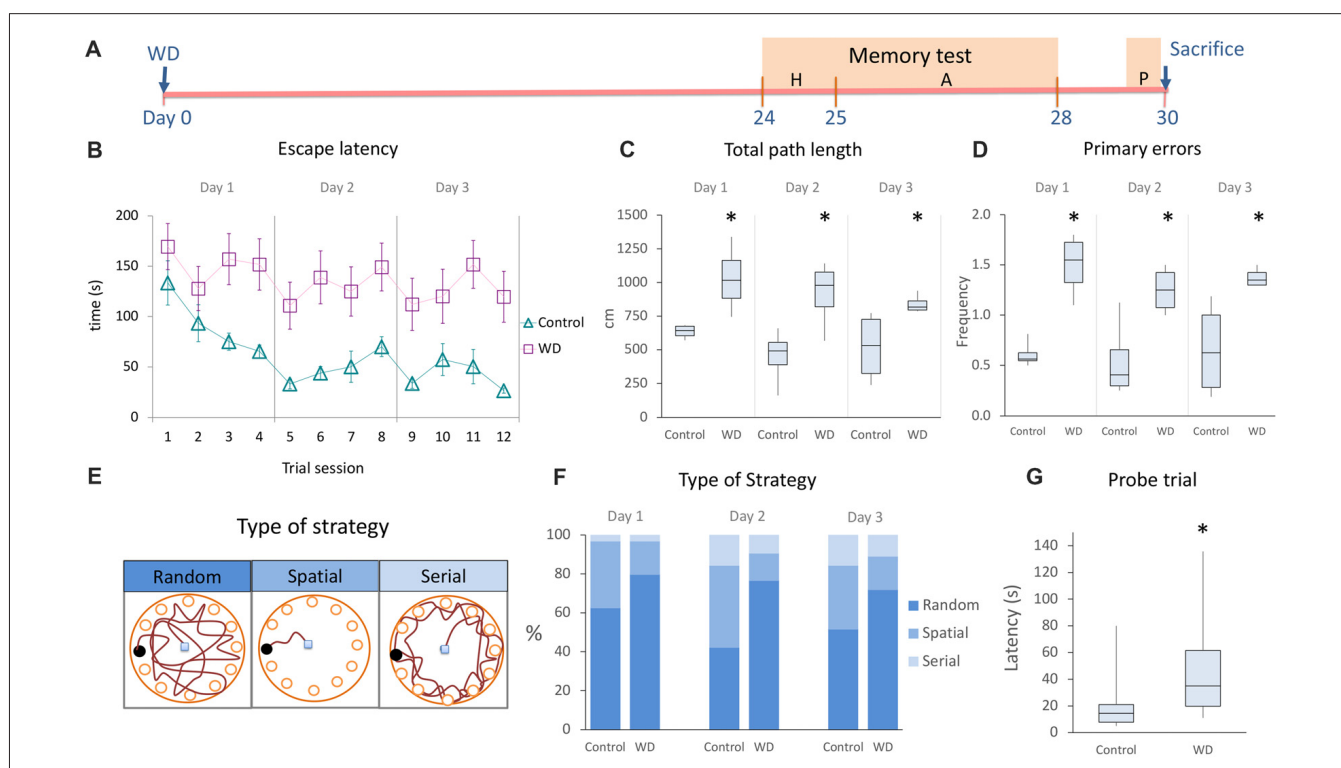 A
WD
Memory test
Sacrifice
H
A
P
Day 0
24
25
28
30
B
Escape latency
Day 1
Day 2
Day 3
200
150
100
50
0
time (s)
1 2 3 4 5 6 7 8 9 10 11 12
Trial session
Control
WD
C
Total path length
Day 1
Day 2
Day 3
1500
1250
1000
750
500
250
0
cm
* * *
Control WD Control WD Control WD
D
Primary errors
Day 1
Day 2
Day 3
2.0
1.5
1.0
0.5
0.0
Frequency
* * *
Control WD Control WD Control WD
E
Type of strategy
Random
Spatial
Serial
F
Type of Strategy
Day 1
Day 2
Day 3
100
80
60
40
20
0
%
Control WD Control WD Control WD
Random
Spatial
Serial
G
Probe trial
*
140
120
100
80
60
40
20
0
Latency (s)
Control WD